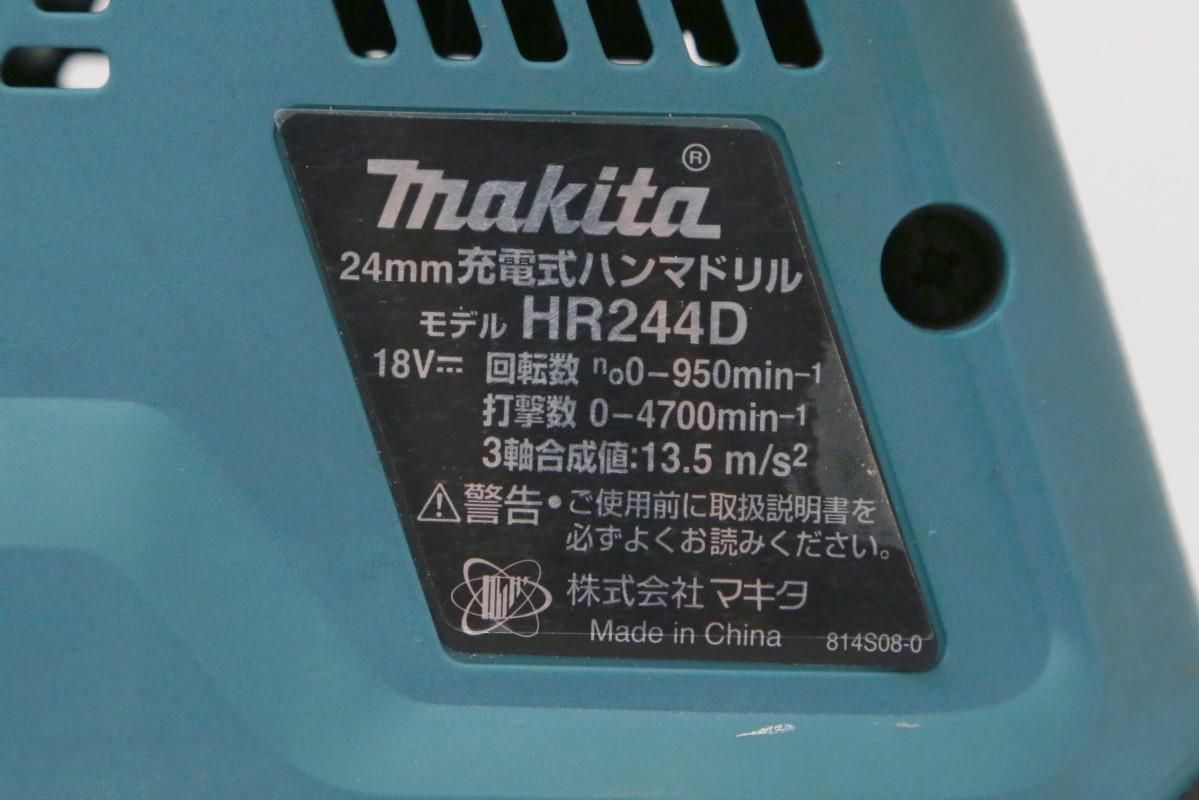 makita®
24mm充電式ハンマドリル
モデル HR244D
18V⎓ 回転数 n₀0−950min⁻¹
打撃数 0−4700min⁻¹
3軸合成値:13.5 m/s²
⚠警告・ご使用前に取扱説明書を
必ずよくお読みください。
株式会社 マキタ
Made in China 814S08-0